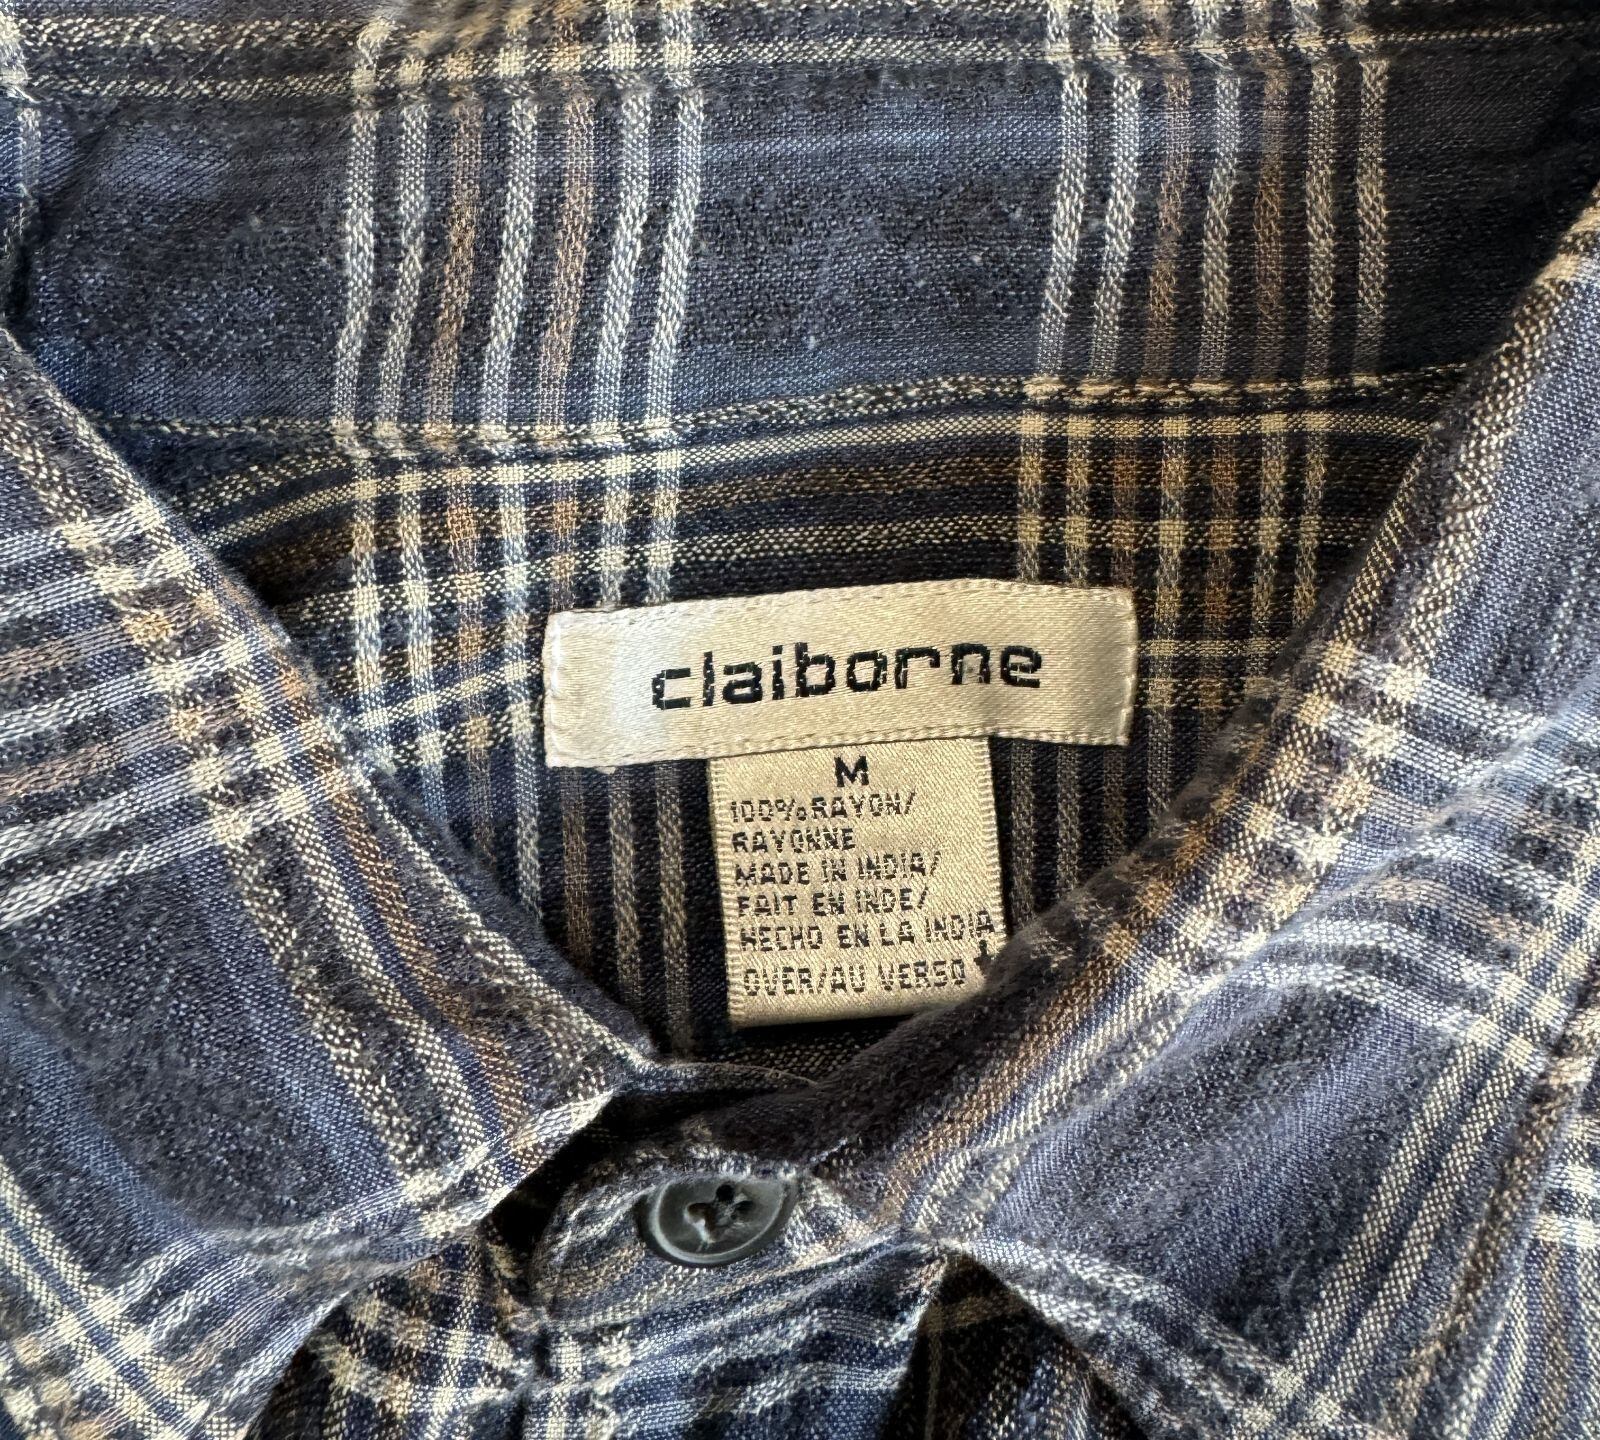 claiborne
M
100% RAYON/
RAYONNE
MADE IN INDIA/
FAIT EN INDE/
HECHO EN LA INDIA
OVER/AU VERSO